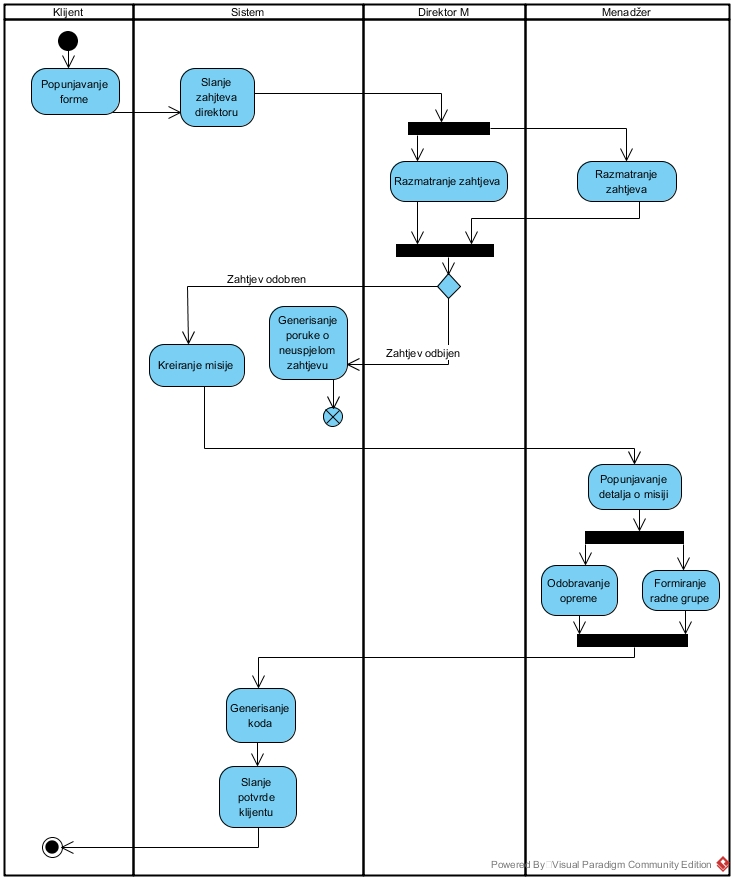 Klijent
Sistem
Direktor M
Menadžer
Popunjavanje
forme
Slanje
zahjteva
direktoru
Razmatranje zahtjeva
Razmatranje
zahtjeva
Zahtjev odobren
Generisanje
poruke o
neuspjelom
zahtjevu
Zahtjev odbijen
Kreiranje misije
Popunjavanje
detalja o misiji
Odobravanje
opreme
Formiranje
radne grupe
Generisanje
koda
Slanje
potvrde
klijentu
Powered By Visual Paradigm Community Edition